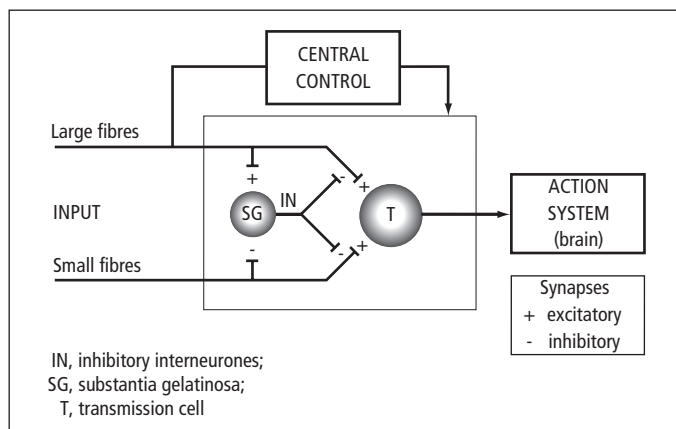 CENTRAL
CONTROL
Large fibres
+
-
+
IN
SG
T
INPUT
ACTION
SYSTEM
(brain)
-
-
+
Small fibres
Synapses
+ excitatory
- inhibitory
IN, inhibitory interneurones;
SG, substantia gelatinosa;
T, transmission cell